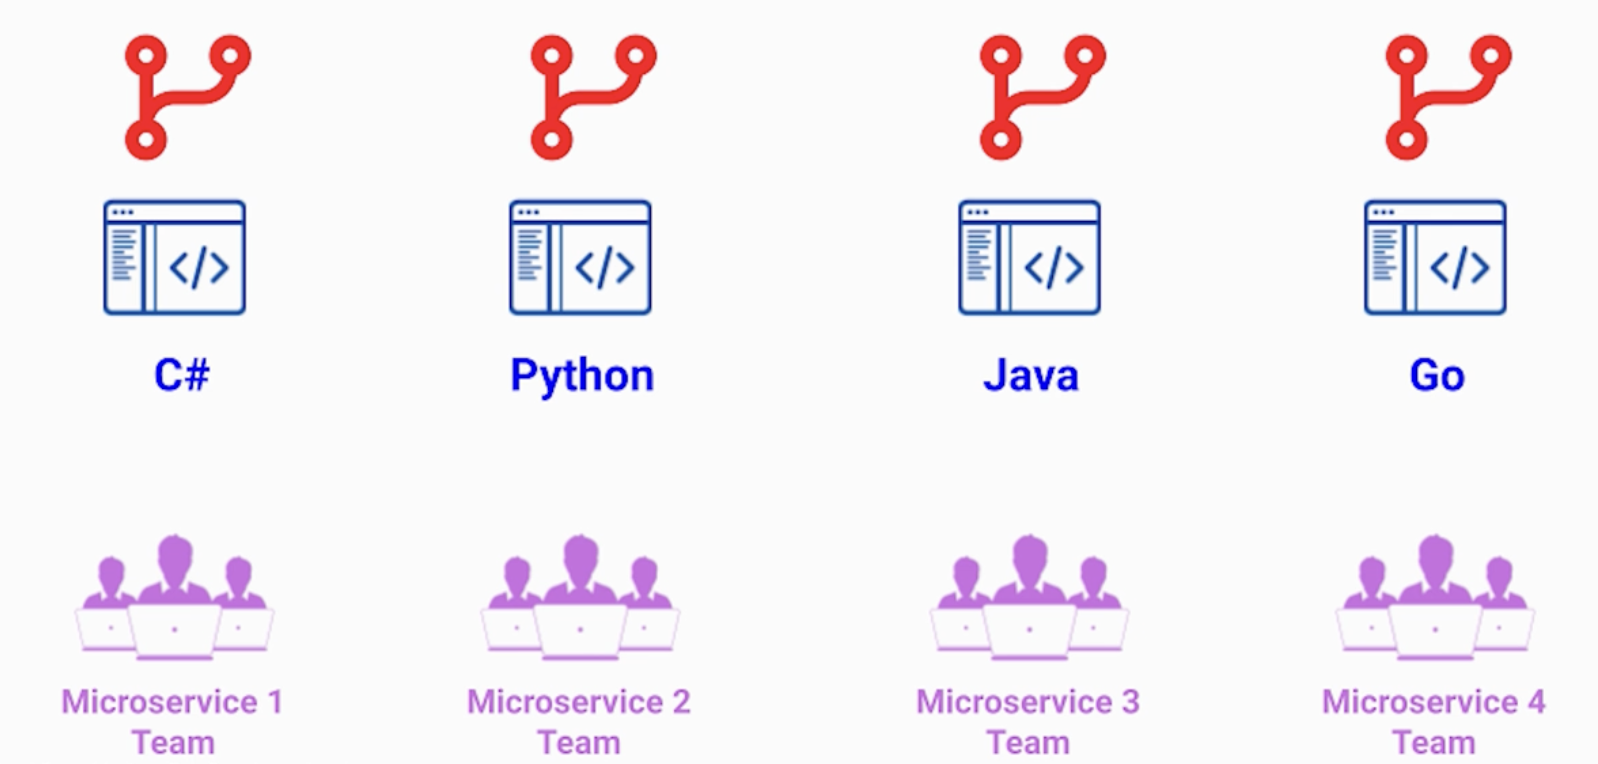 C#
Python
Java
Go
Microservice 1
Team
Microservice 2
Team
Microservice 3
Team
Microservice 4
Team